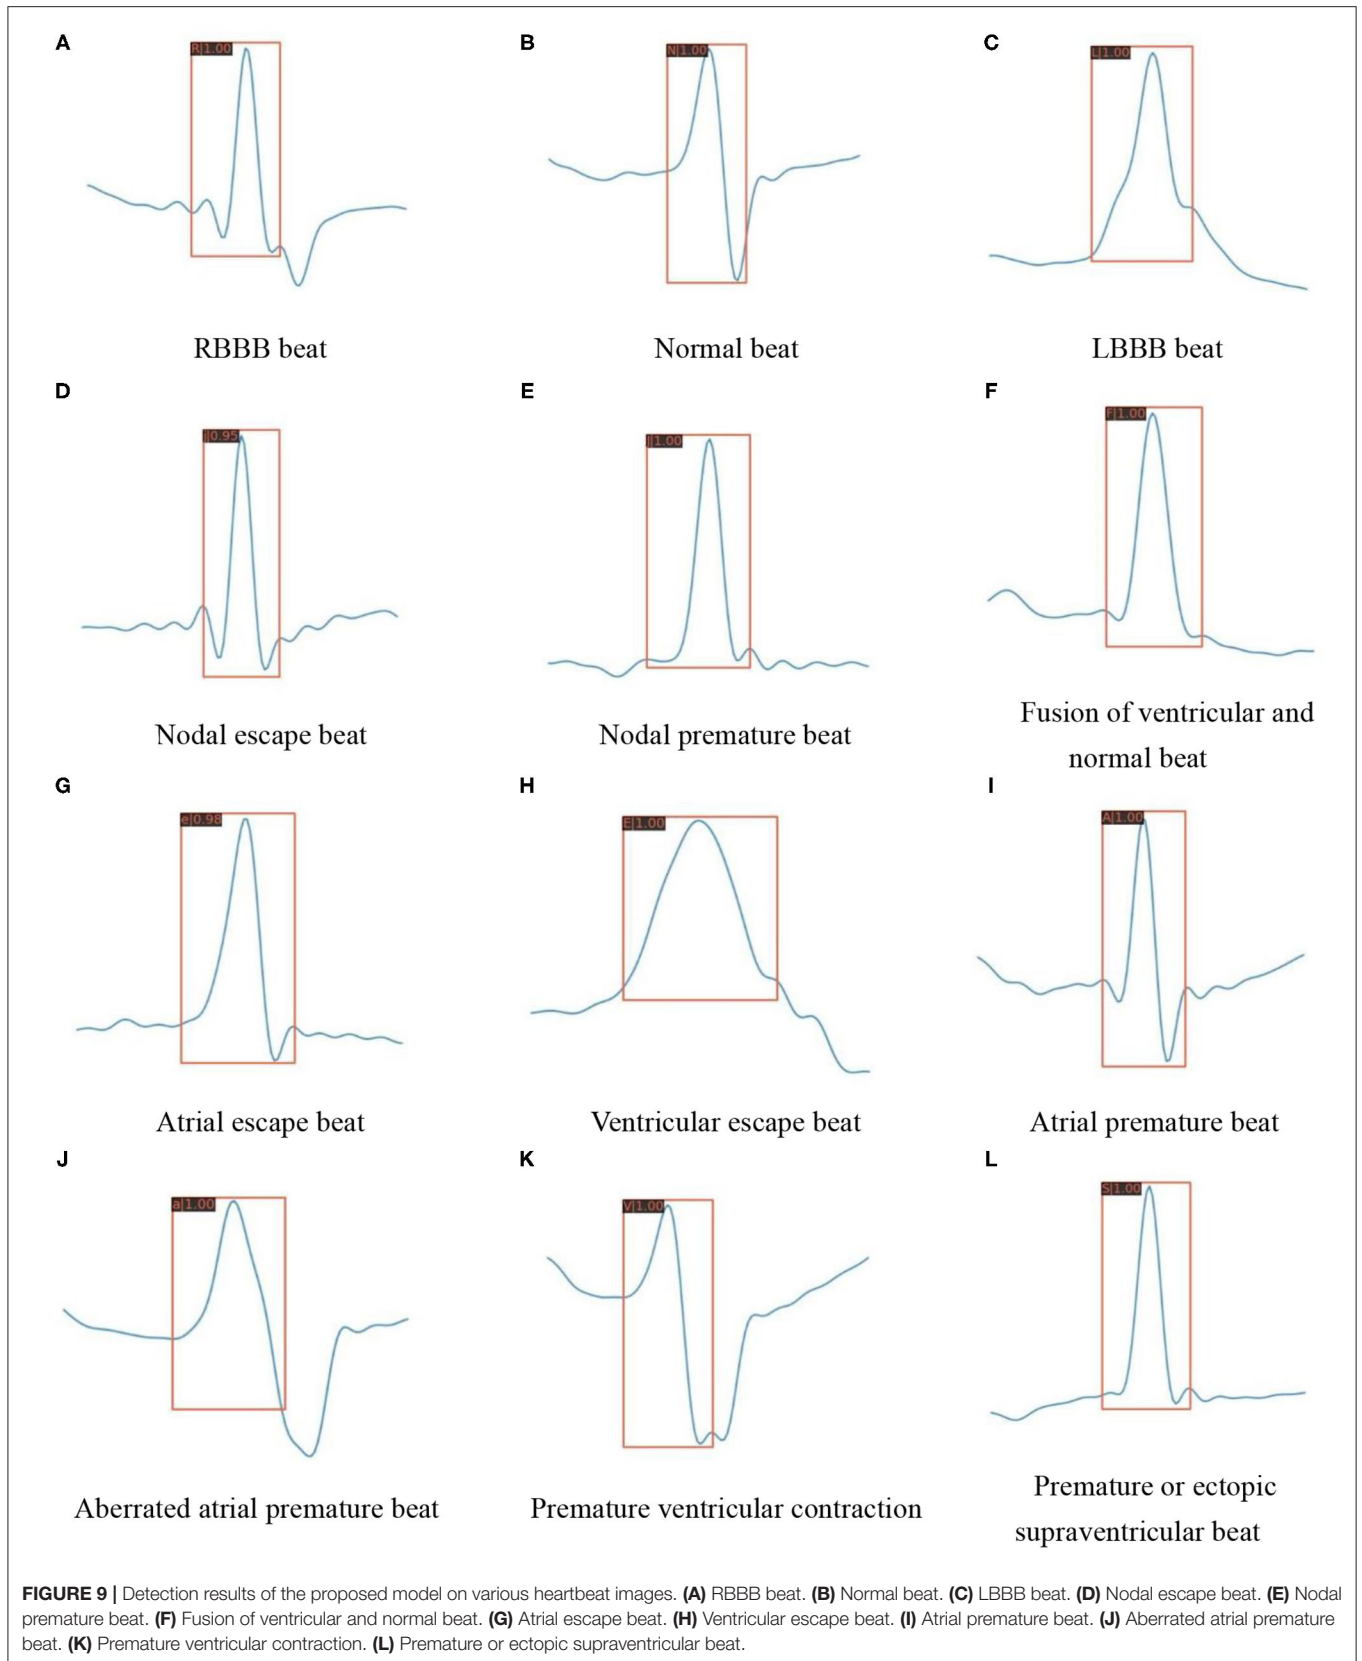 A
B
C
R|1.00
N|1.00
L|1.00
RBBB beat
Normal beat
LBBB beat
D
E
F
j|0.95
J|1.00
F|1.00
Nodal escape beat
Nodal premature beat
Fusion of ventricular and
normal beat
G
H
I
e|0.98
E|1.00
A|1.00
Atrial escape beat
Ventricular escape beat
Atrial premature beat
J
K
L
a|1.00
V|1.00
S|1.00
Aberrated atrial premature beat
Premature ventricular contraction
Premature or ectopic
supraventricular beat
FIGURE 9 | Detection results of the proposed model on various heartbeat images. (A) RBBB beat. (B) Normal beat. (C) LBBB beat. (D) Nodal escape beat. (E) Nodal
premature beat. (F) Fusion of ventricular and normal beat. (G) Atrial escape beat. (H) Ventricular escape beat. (I) Atrial premature beat. (J) Aberrated atrial premature
beat. (K) Premature ventricular contraction. (L) Premature or ectopic supraventricular beat.